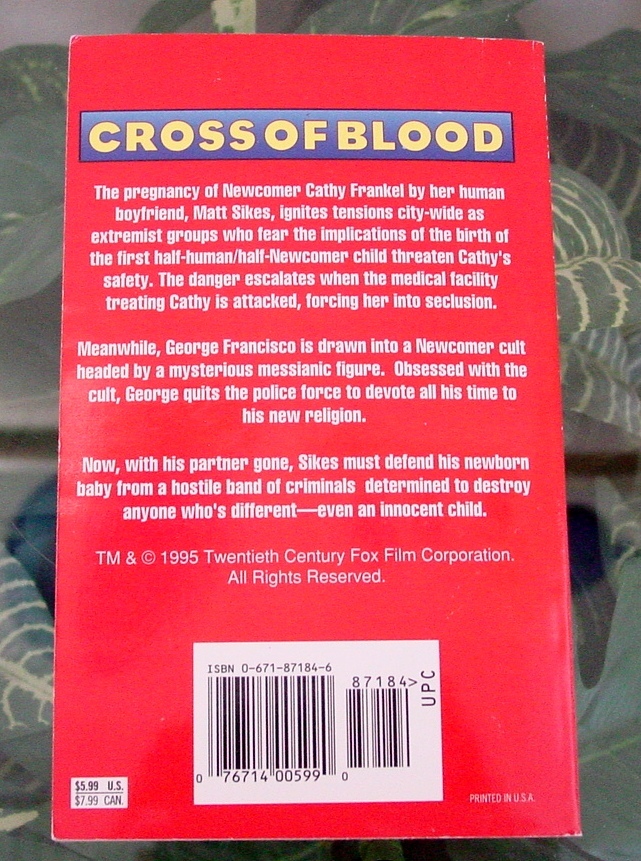 CROSS OF BLOOD
The pregnancy of Newcomer Cathy Frankel by her human
boyfriend, Matt Sikes, ignites tensions city-wide as
extremist groups who fear the implications of the birth of
the first half-human/half-Newcomer child threaten Cathy's
safety. The danger escalates when the medical facility
treating Cathy is attacked, forcing her into seclusion.
Meanwhile, George Francisco is drawn into a Newcomer cult
headed by a mysterious messianic figure. Obsessed with the
cult, George quits the police force to devote all his time to
his new religion.
Now, with his partner gone, Sikes must defend his newborn
baby from a hostile band of criminals determined to destroy
anyone who's different—even an innocent child.
TM & © 1995 Twentieth Century Fox Film Corporation.
All Rights Reserved.
ISBN 0-671-87184-6
87184>
UPC
0 76714 00599 0
$5.99 U.S.
$7.99 CAN.
PRINTED IN U.S.A.